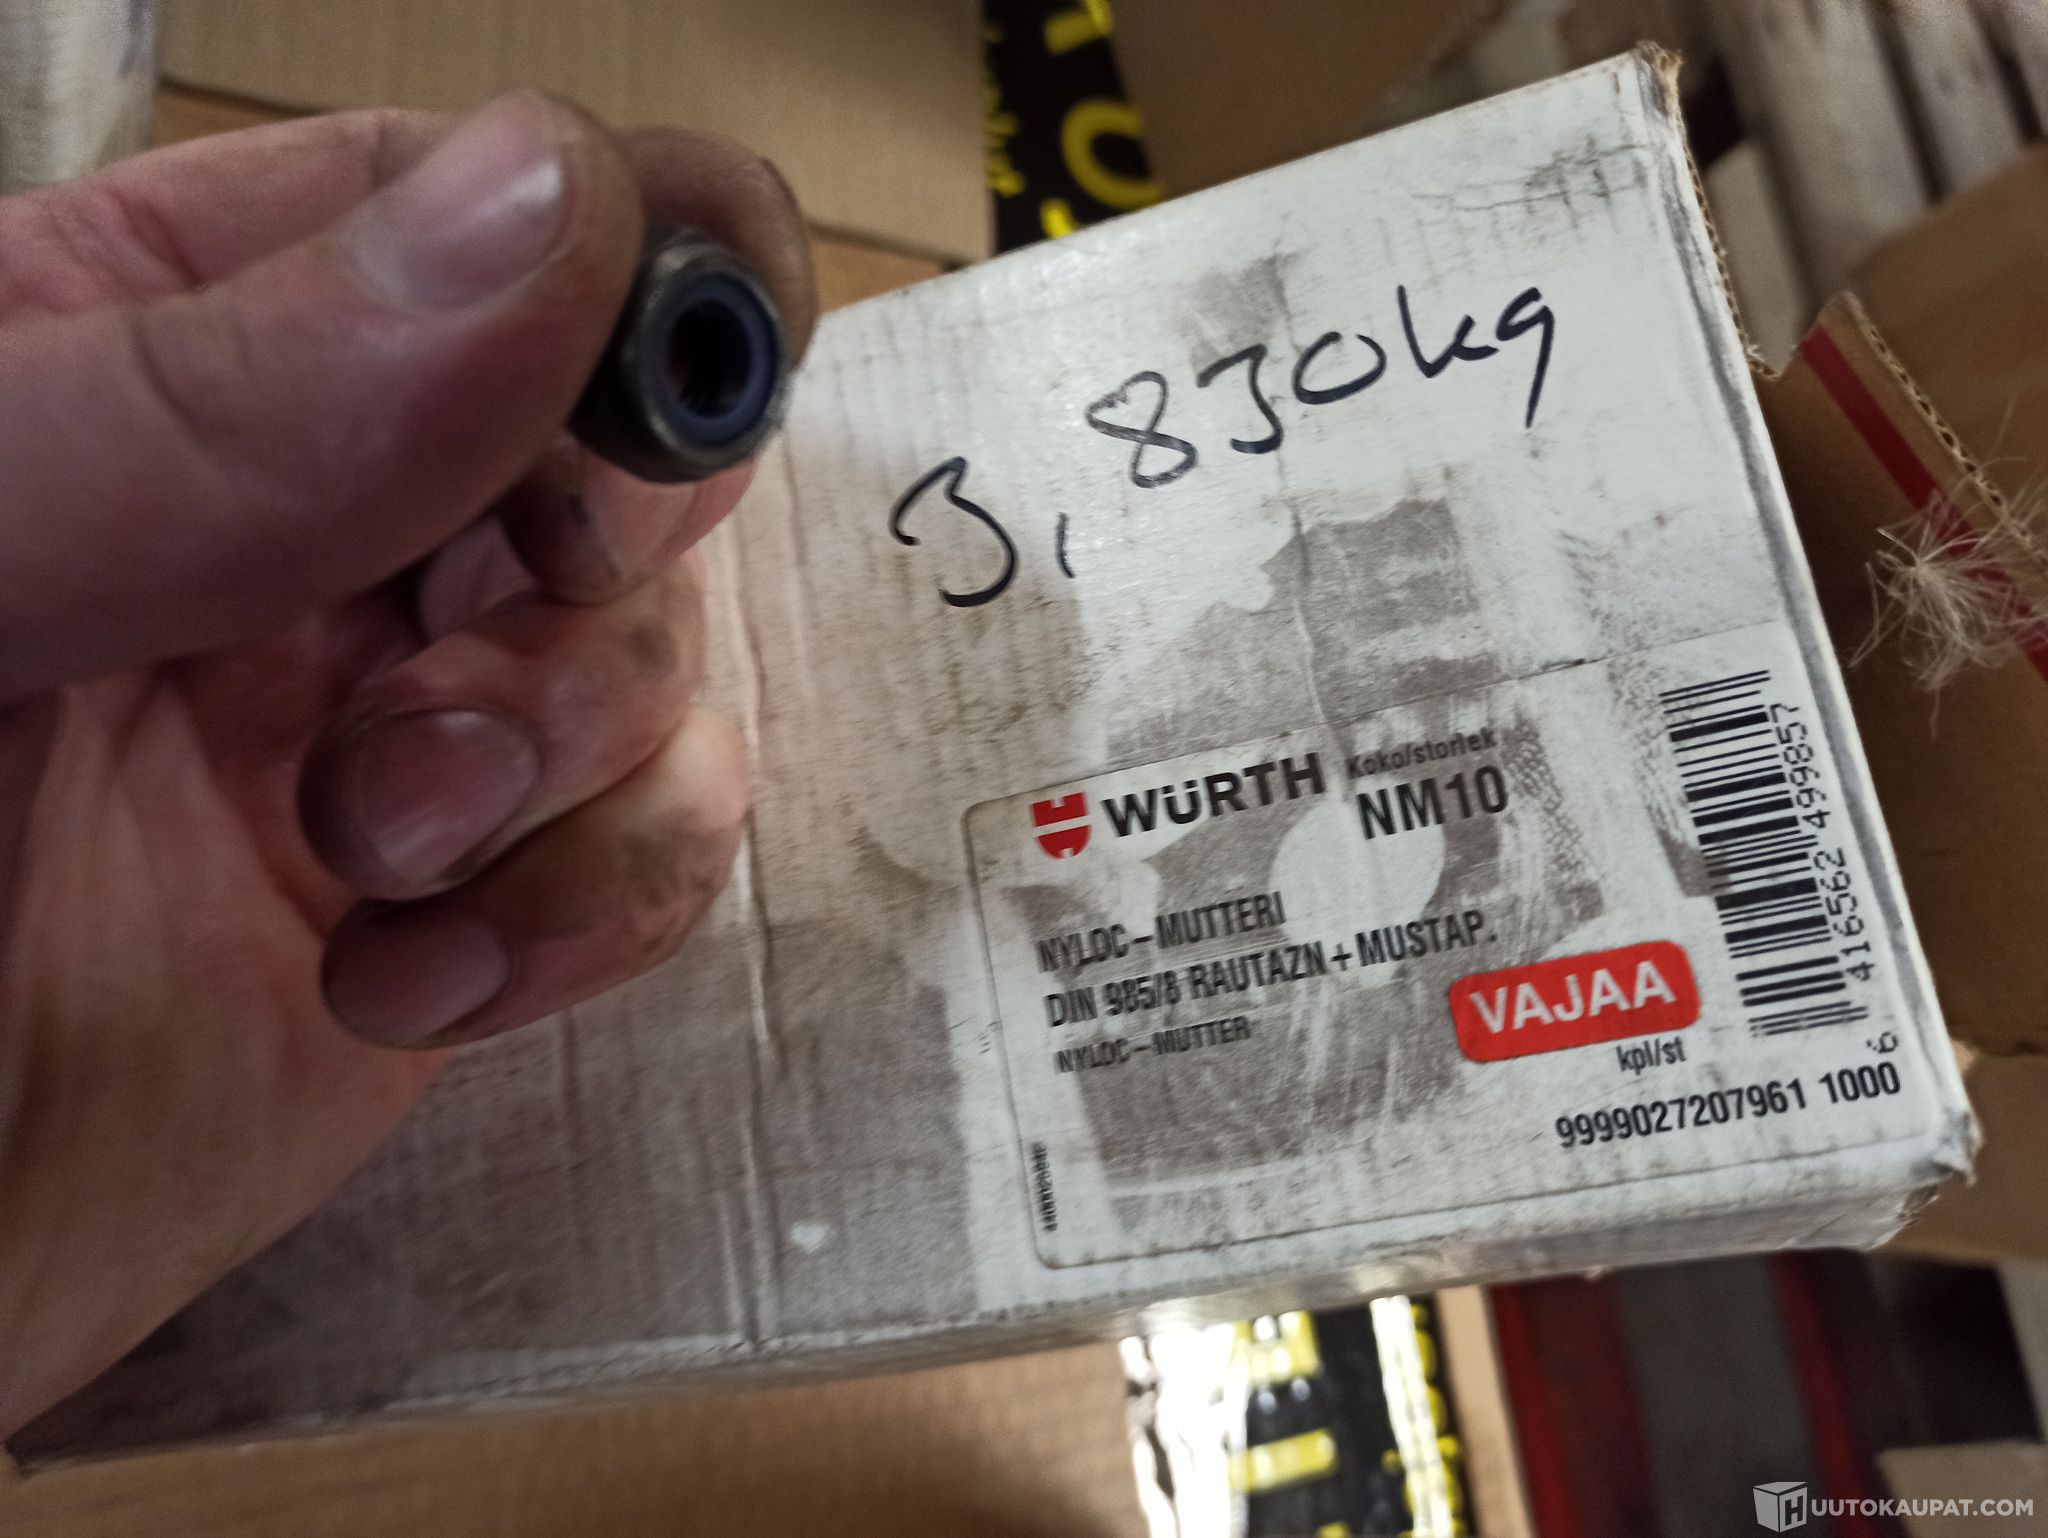 3,830kg
WÜRTH
Koko/storlek
NM10
NYLOC-MUTTERI
DIN 985/8 RAUTAZN+MUSTAP.
NYLOC-MUTTER
VAJAA
kpl/st
9999027207961 1000
6 416562 499857
HUUTOKAUPAT.COM